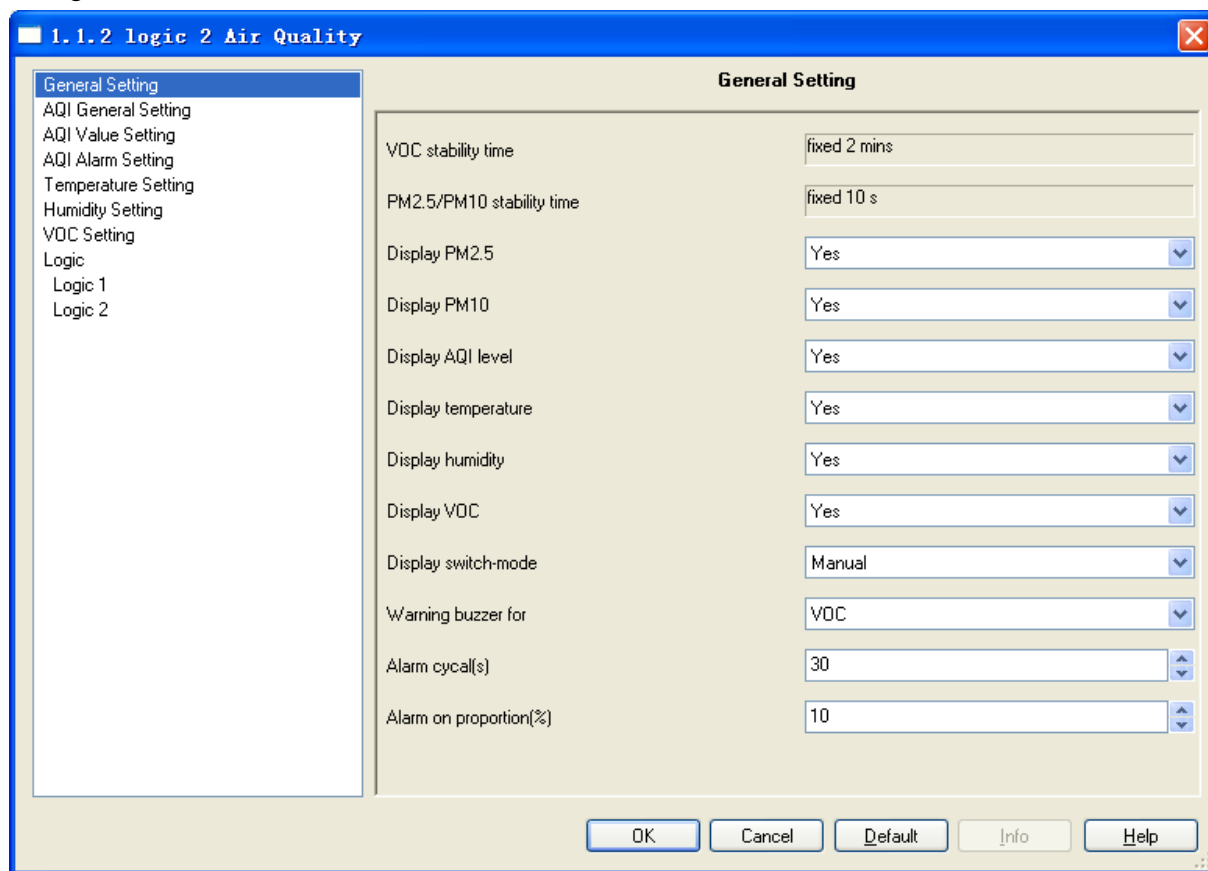 1.1.2 logic 2 Air Quality
General Setting
AQI General Setting
AQI Value Setting
AQI Alarm Setting
Temperature Setting
Humidity Setting
VOC Setting
Logic
Logic 1
Logic 2
General Setting
VOC stability time fixed 2 mins
PM2.5/PM10 stability time fixed 10 s
Display PM2.5 Yes
Display PM10 Yes
Display AQI level Yes
Display temperature Yes
Display humidity Yes
Display VOC Yes
Display switch-mode Manual
Warning buzzer for VOC
Alarm cycal(s) 30
Alarm on proportion(%) 10
OK Cancel Default Info Help